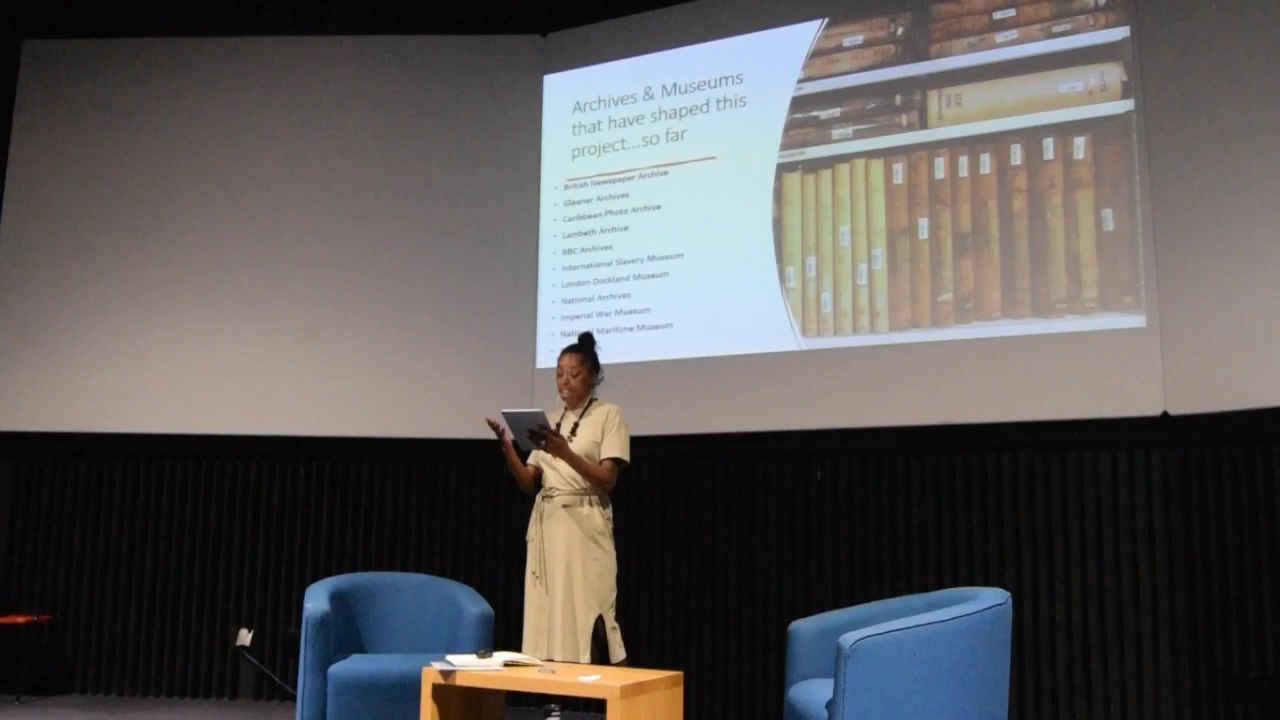 Archives & Museums
that have shaped this
project...so far
British Newspaper Archive
Gleaner Archives
Caribbean Photo Archive
Lambeth Archive
BBC Archives
International Slavery Museum
London Dockland Museum
National Archives
Imperial War Museum
National Maritime Museum